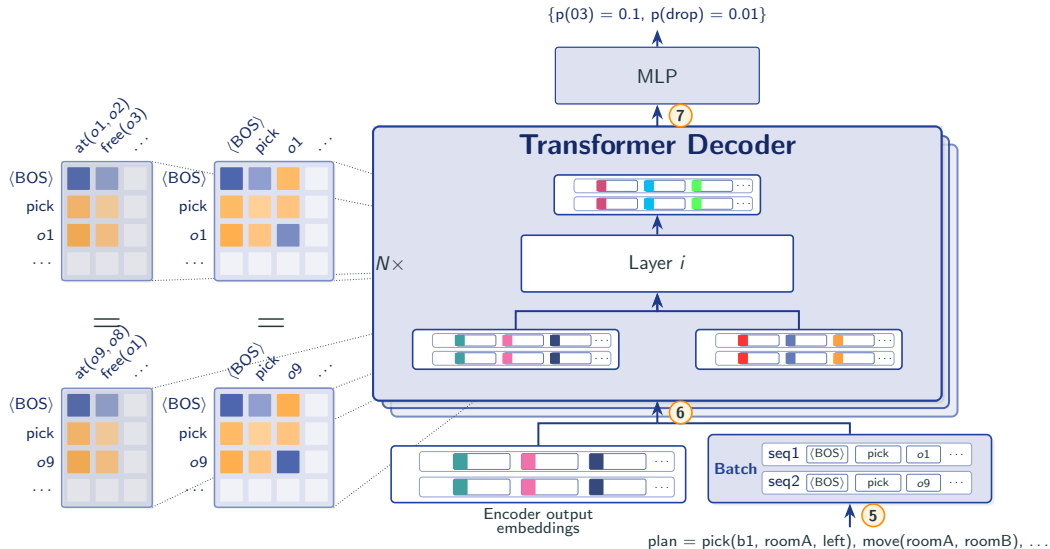 {p(03) = 0.1, p(drop) = 0.01}
MLP
7
Transformer Decoder
at(o1, o2)
free(o3)
...
⟨BOS⟩
pick
o1
...
⟨BOS⟩
pick
o1
...
⟨BOS⟩
pick
o1
...
...
...
N×
Layer i
=
=
at(o9, o8)
free(o1)
...
⟨BOS⟩
pick
o9
...
⟨BOS⟩
pick
o9
...
⟨BOS⟩
pick
o9
...
...
...
...
...
6
...
...
Encoder output
embeddings
Batch
seq1 ⟨BOS⟩ pick o1 ...
seq2 ⟨BOS⟩ pick o9 ...
5
plan = pick(b1, roomA, left), move(roomA, roomB), ...